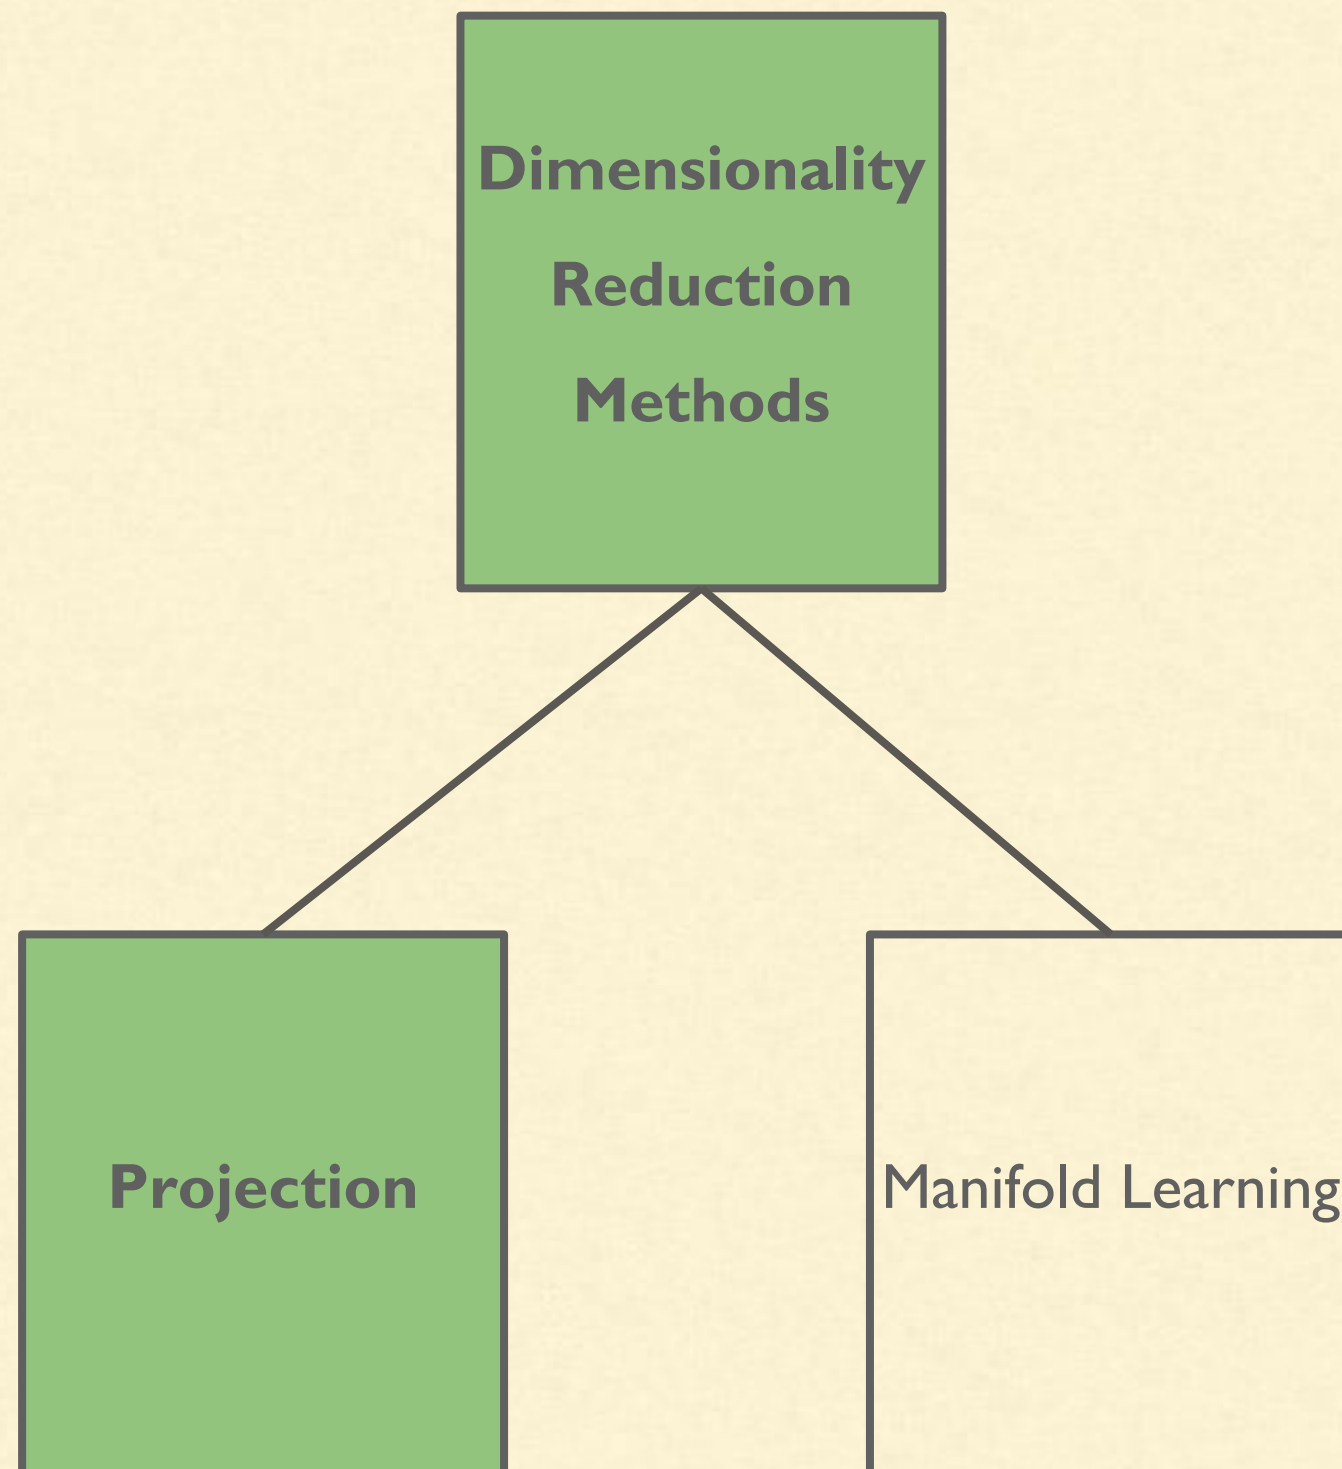 Dimensionality
Reduction
Methods
Projection
Manifold Learning